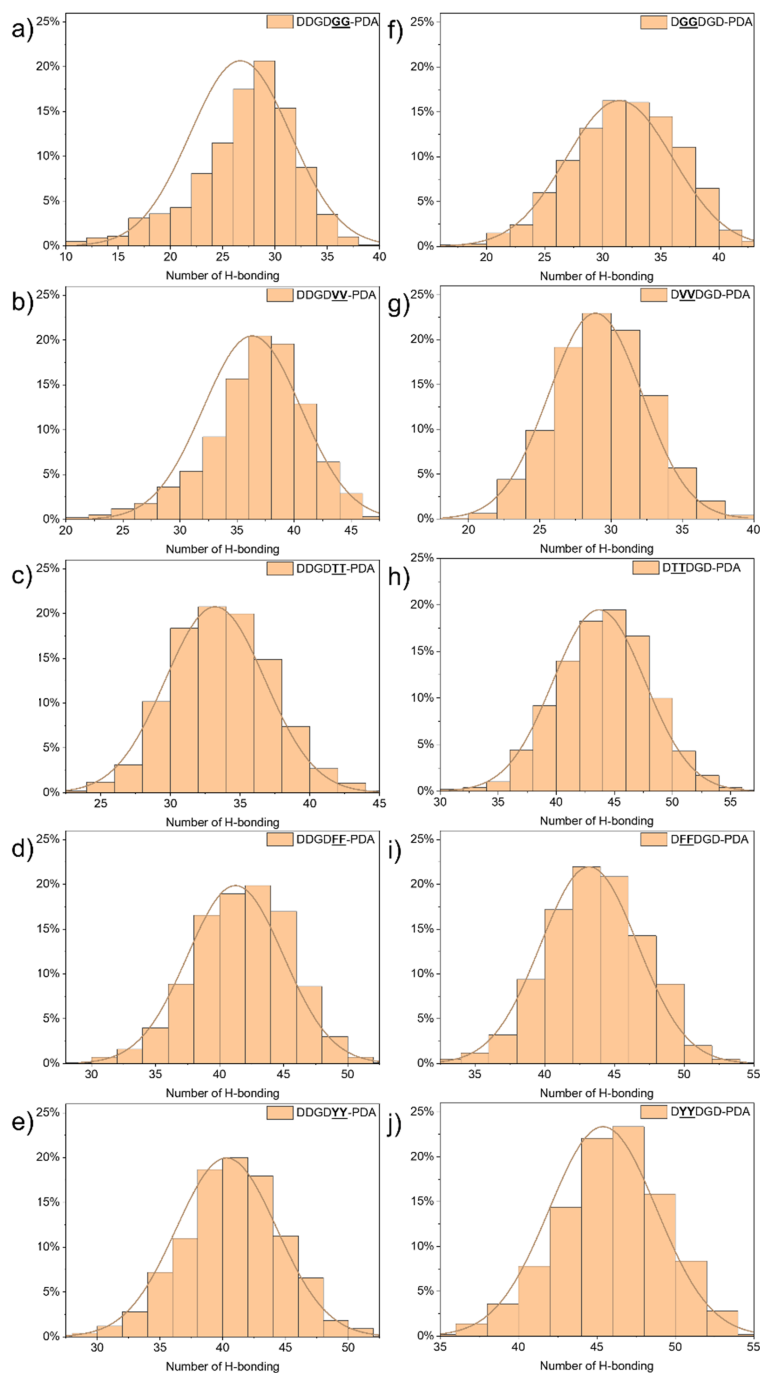 a)
DDGDGG-PDA
25%
20%
15%
10%
5%
0%
10 15 20 25 30 35 40
Number of H-bonding
f)
DGGDGD-PDA
25%
20%
15%
10%
5%
0%
20 25 30 35 40
Number of H-bonding
b)
DDGDVV-PDA
25%
20%
15%
10%
5%
0%
20 25 30 35 40 45
Number of H-bonding
g)
DVVDGD-PDA
25%
20%
15%
10%
5%
0%
20 25 30 35 40
Number of H-bonding
c)
DDGDTT-PDA
25%
20%
15%
10%
5%
0%
25 30 35 40 45
Number of H-bonding
h)
DTTDGD-PDA
25%
20%
15%
10%
5%
0%
30 35 40 45 50 55
Number of H-bonding
d)
DDGDFF-PDA
25%
20%
15%
10%
5%
0%
30 35 40 45 50
Number of H-bonding
i)
DFFDGD-PDA
25%
20%
15%
10%
5%
0%
35 40 45 50 55
Number of H-bonding
e)
DDGDYY-PDA
25%
20%
15%
10%
5%
0%
30 35 40 45 50
Number of H-bonding
j)
DYYDGD-PDA
25%
20%
15%
10%
5%
0%
35 40 45 50 55
Number of H-bonding